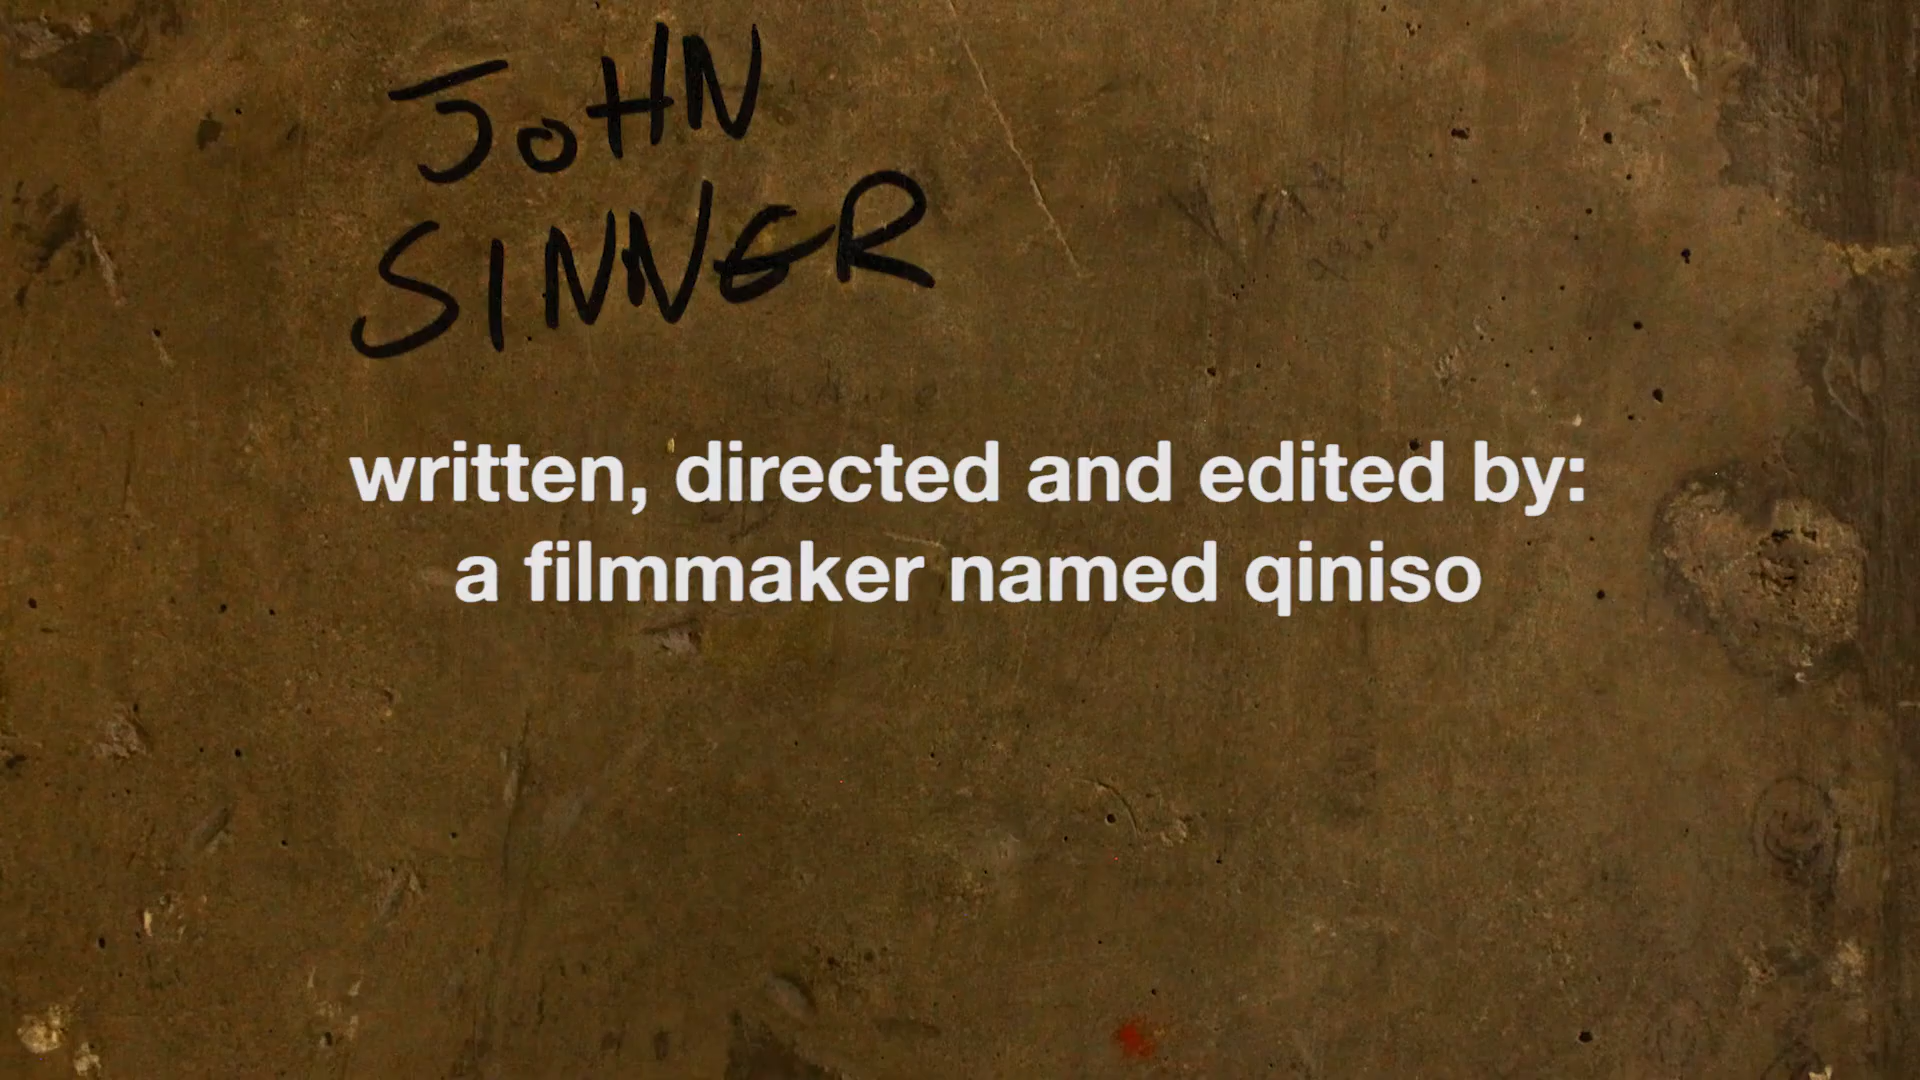 JOHN
SINNER
written, directed and edited by:
a filmmaker named qiniso